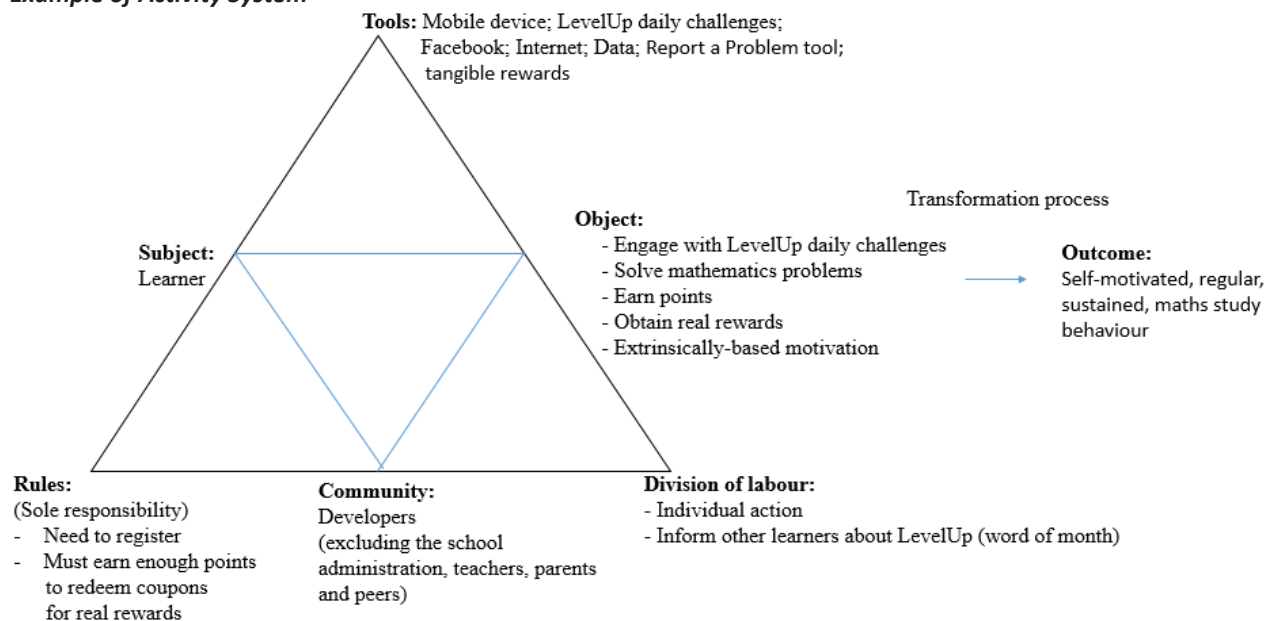 Example of Activity System
Tools: Mobile device; LevelUp daily challenges;
Facebook; Internet; Data; Report a Problem tool;
tangible rewards
Transformation process
Subject:
Learner
Object:
- Engage with LevelUp daily challenges
- Solve mathematics problems
- Earn points
- Obtain real rewards
- Extrinsically-based motivation
Outcome:
Self-motivated, regular,
sustained, maths study
behaviour
Rules:
(Sole responsibility)
- Need to register
- Must earn enough points
to redeem coupons
for real rewards
Community:
Developers
(excluding the school
administration, teachers, parents
and peers)
Division of labour:
- Individual action
- Inform other learners about LevelUp (word of month)